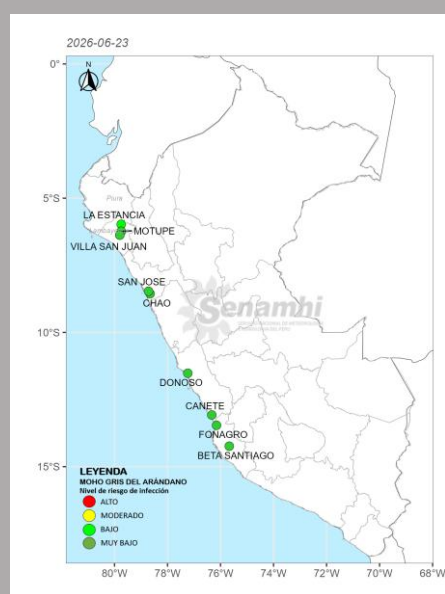 2026-06-23
N
0°
5°S
10°S
15°S
Piura
LA ESTANCIA
MOTUPE
VILLA SAN JUAN
SAN JOSE
CHAO
Senamhi
DONOSO
CANETE
FONAGRO
BETA SANTIAGO
LEYENDA
MOHO GRIS DEL ARÁNDANO
Nivel de riesgo de infección
ALTO
MODERADO
BAJO
MUY BAJO
80°W 78°W 76°W 74°W 72°W 70°W 68°W